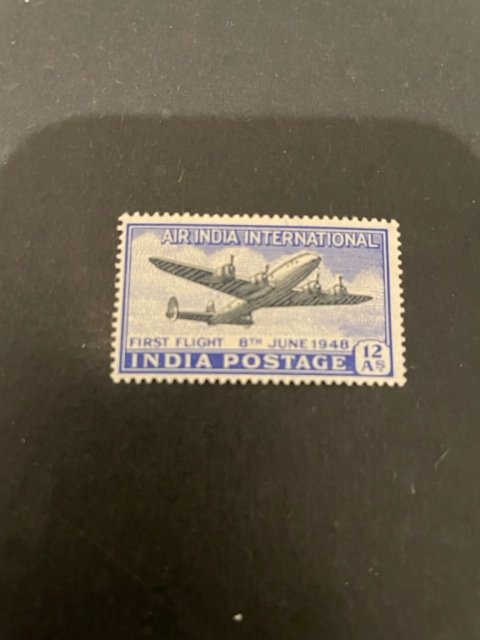 AIR INDIA INTERNATIONAL
FIRST FLIGHT 8TH JUNE 1948
INDIA POSTAGE 12 AS